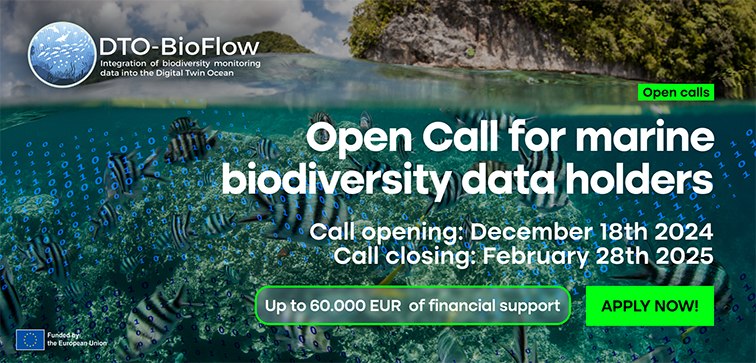 DTO-BioFlow
Integration of biodiversity monitoring
data into the Digital Twin Ocean
Open calls
Open Call for marine
biodiversity data holders
Call opening: December 18th 2024
Call closing: February 28th 2025
Up to 60.000 EUR of financial support
APPLY NOW!
Funded by
the European Union